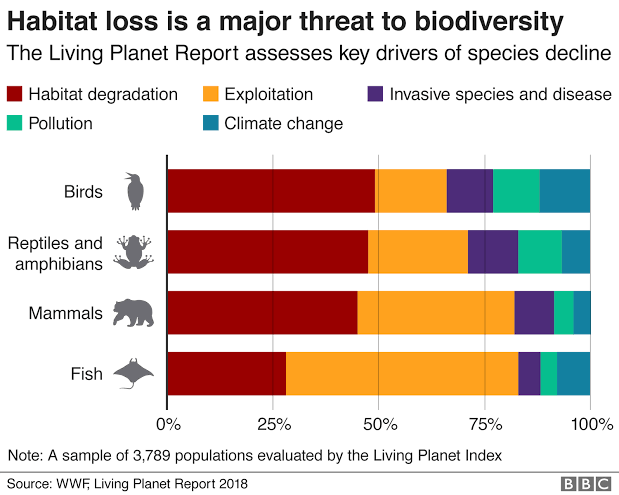 Habitat loss is a major threat to biodiversity
The Living Planet Report assesses key drivers of species decline
Habitat degradation
Exploitation
Invasive species and disease
Pollution
Climate change
Birds
Reptiles and
amphibians
Mammals
Fish
0% 25% 50% 75% 100%
Note: A sample of 3,789 populations evaluated by the Living Planet Index
Source: WWF, Living Planet Report 2018
BBC